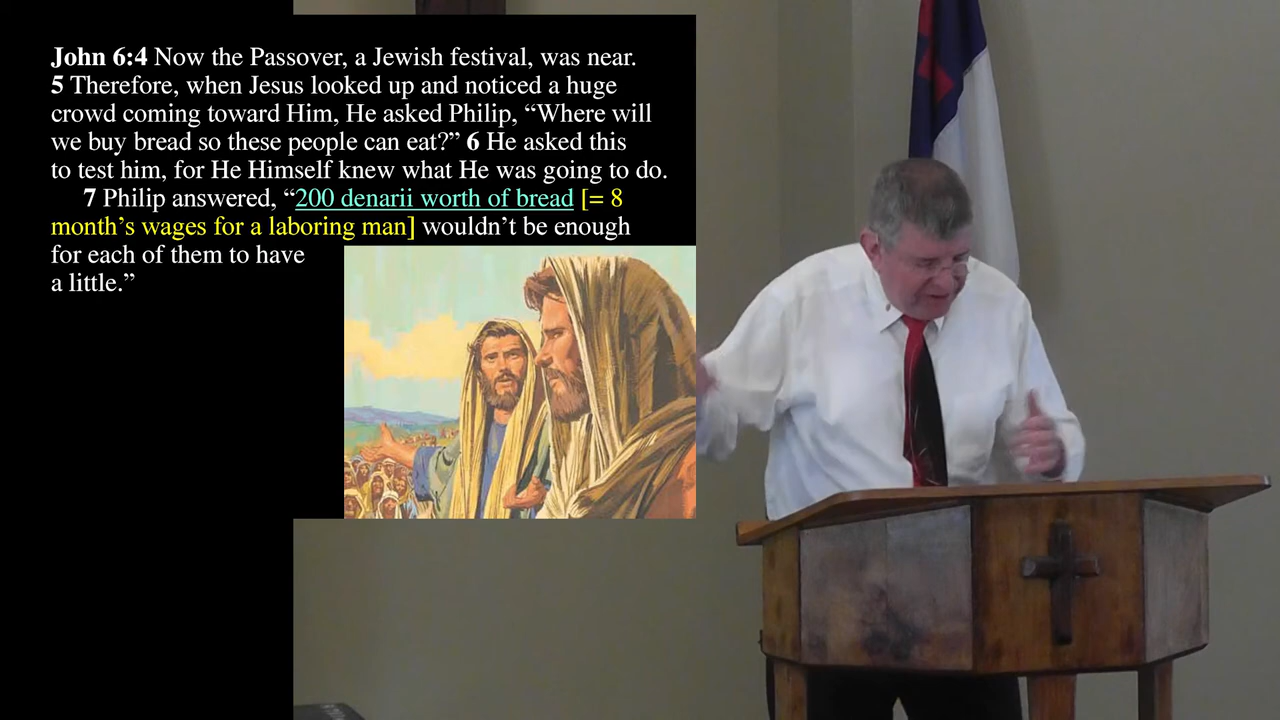 John 6:4 Now the Passover, a Jewish festival, was near.
5 Therefore, when Jesus looked up and noticed a huge
crowd coming toward Him, He asked Philip, “Where will
we buy bread so these people can eat?” 6 He asked this
to test him, for He Himself knew what He was going to do.
7 Philip answered, “200 denarii worth of bread [= 8
month’s wages for a laboring man] wouldn’t be enough
for each of them to have
a little.”